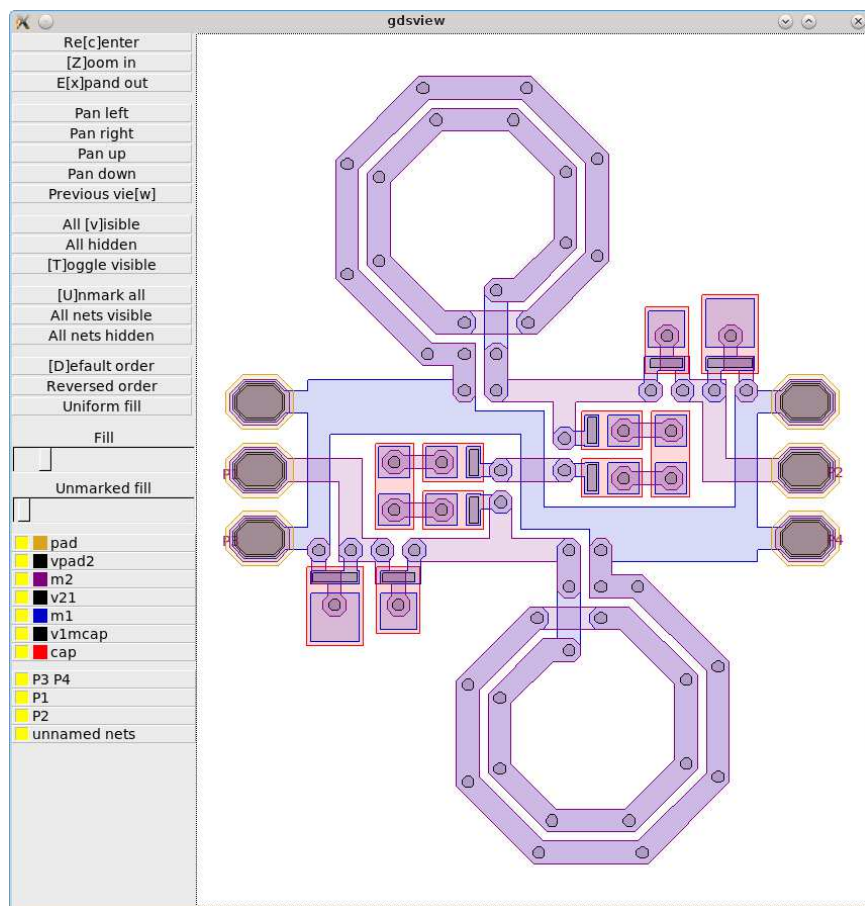 gdsview
Re[c]enter
[Z]oom in
E[x]pand out
Pan left
Pan right
Pan up
Pan down
Previous vie[w]
All [v]isible
All hidden
[T]oggle visible
[U]nmark all
All nets visible
All nets hidden
[D]efault order
Reversed order
Uniform fill
Fill
Unmarked fill
pad
vpad2
m2
v21
m1
v1mcap
cap
P3 P4
P1
P2
unnamed nets
P1
P2
P3
P4